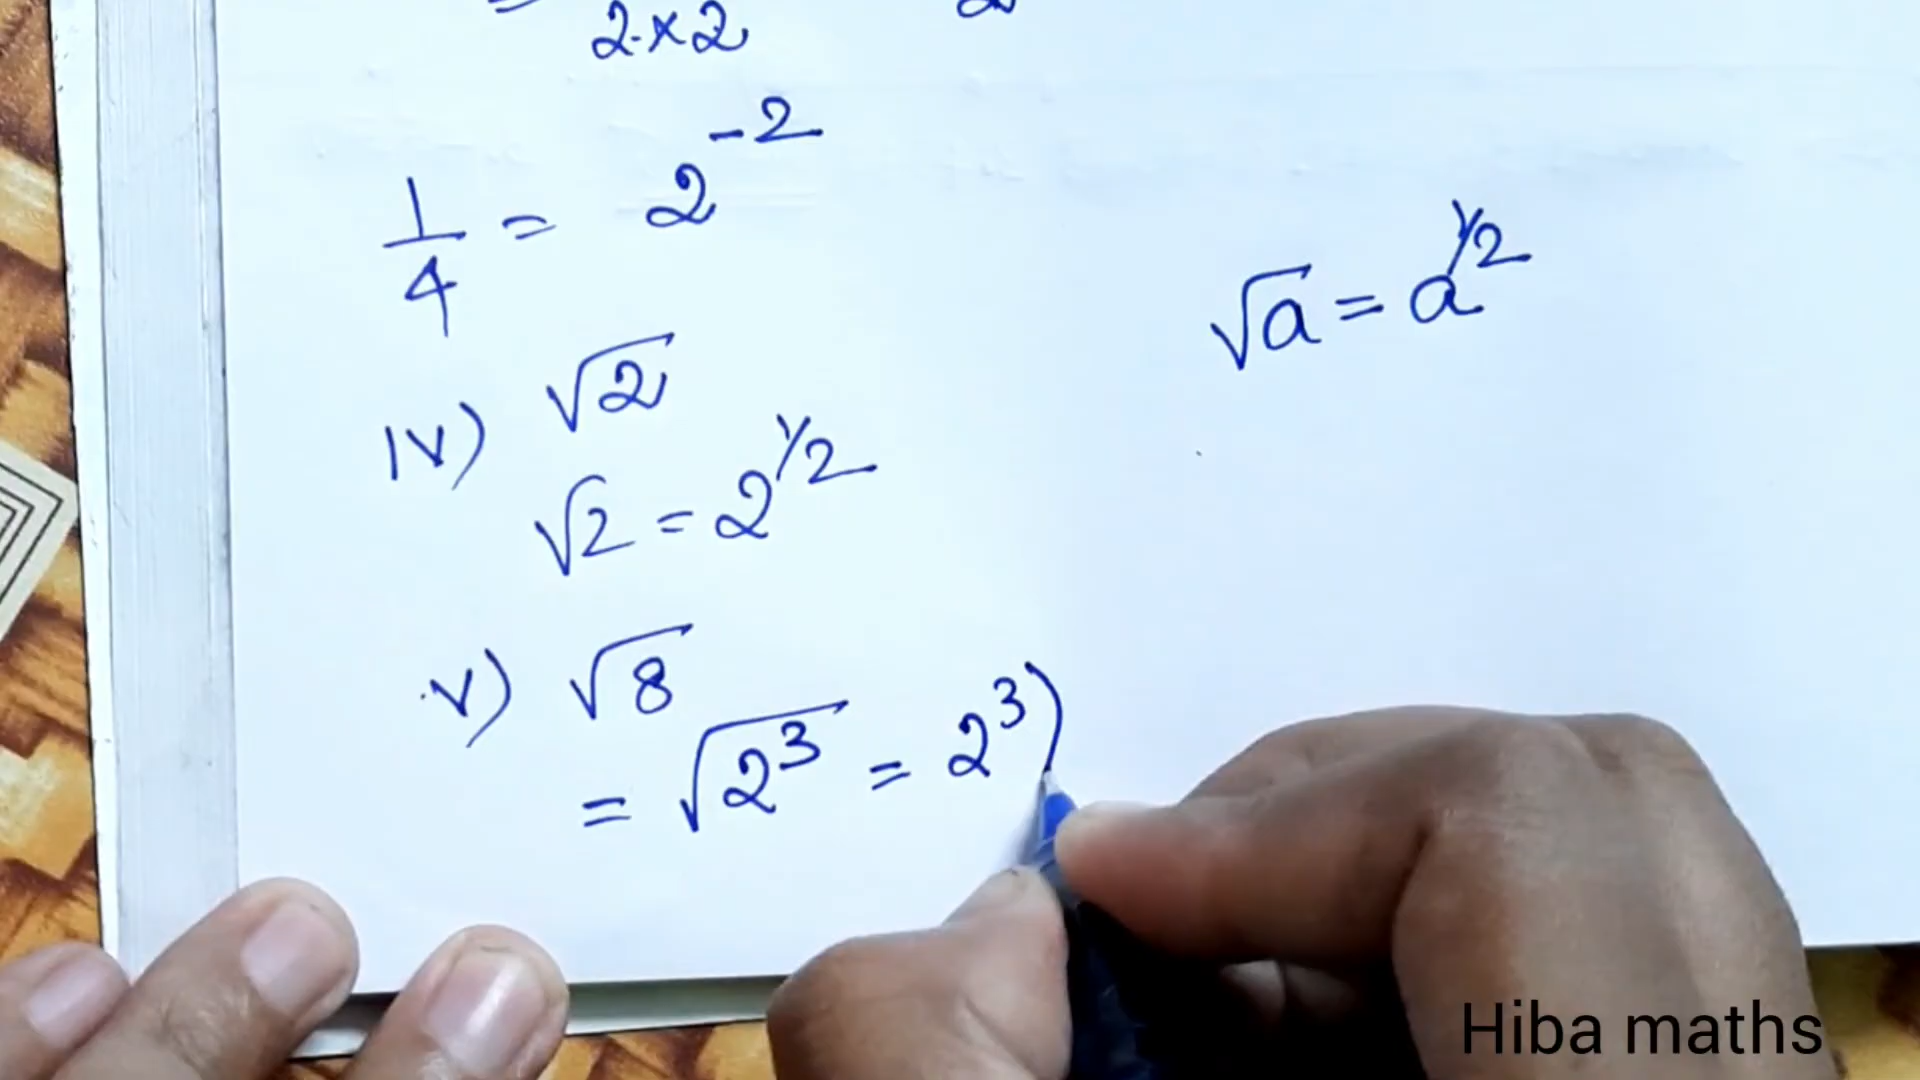 = 2×2
1/4 = 2^-2
√a = a^1/2
IV) √2
√2 = 2^1/2
V) √8
= √2^3 = 2^3)
Hiba maths